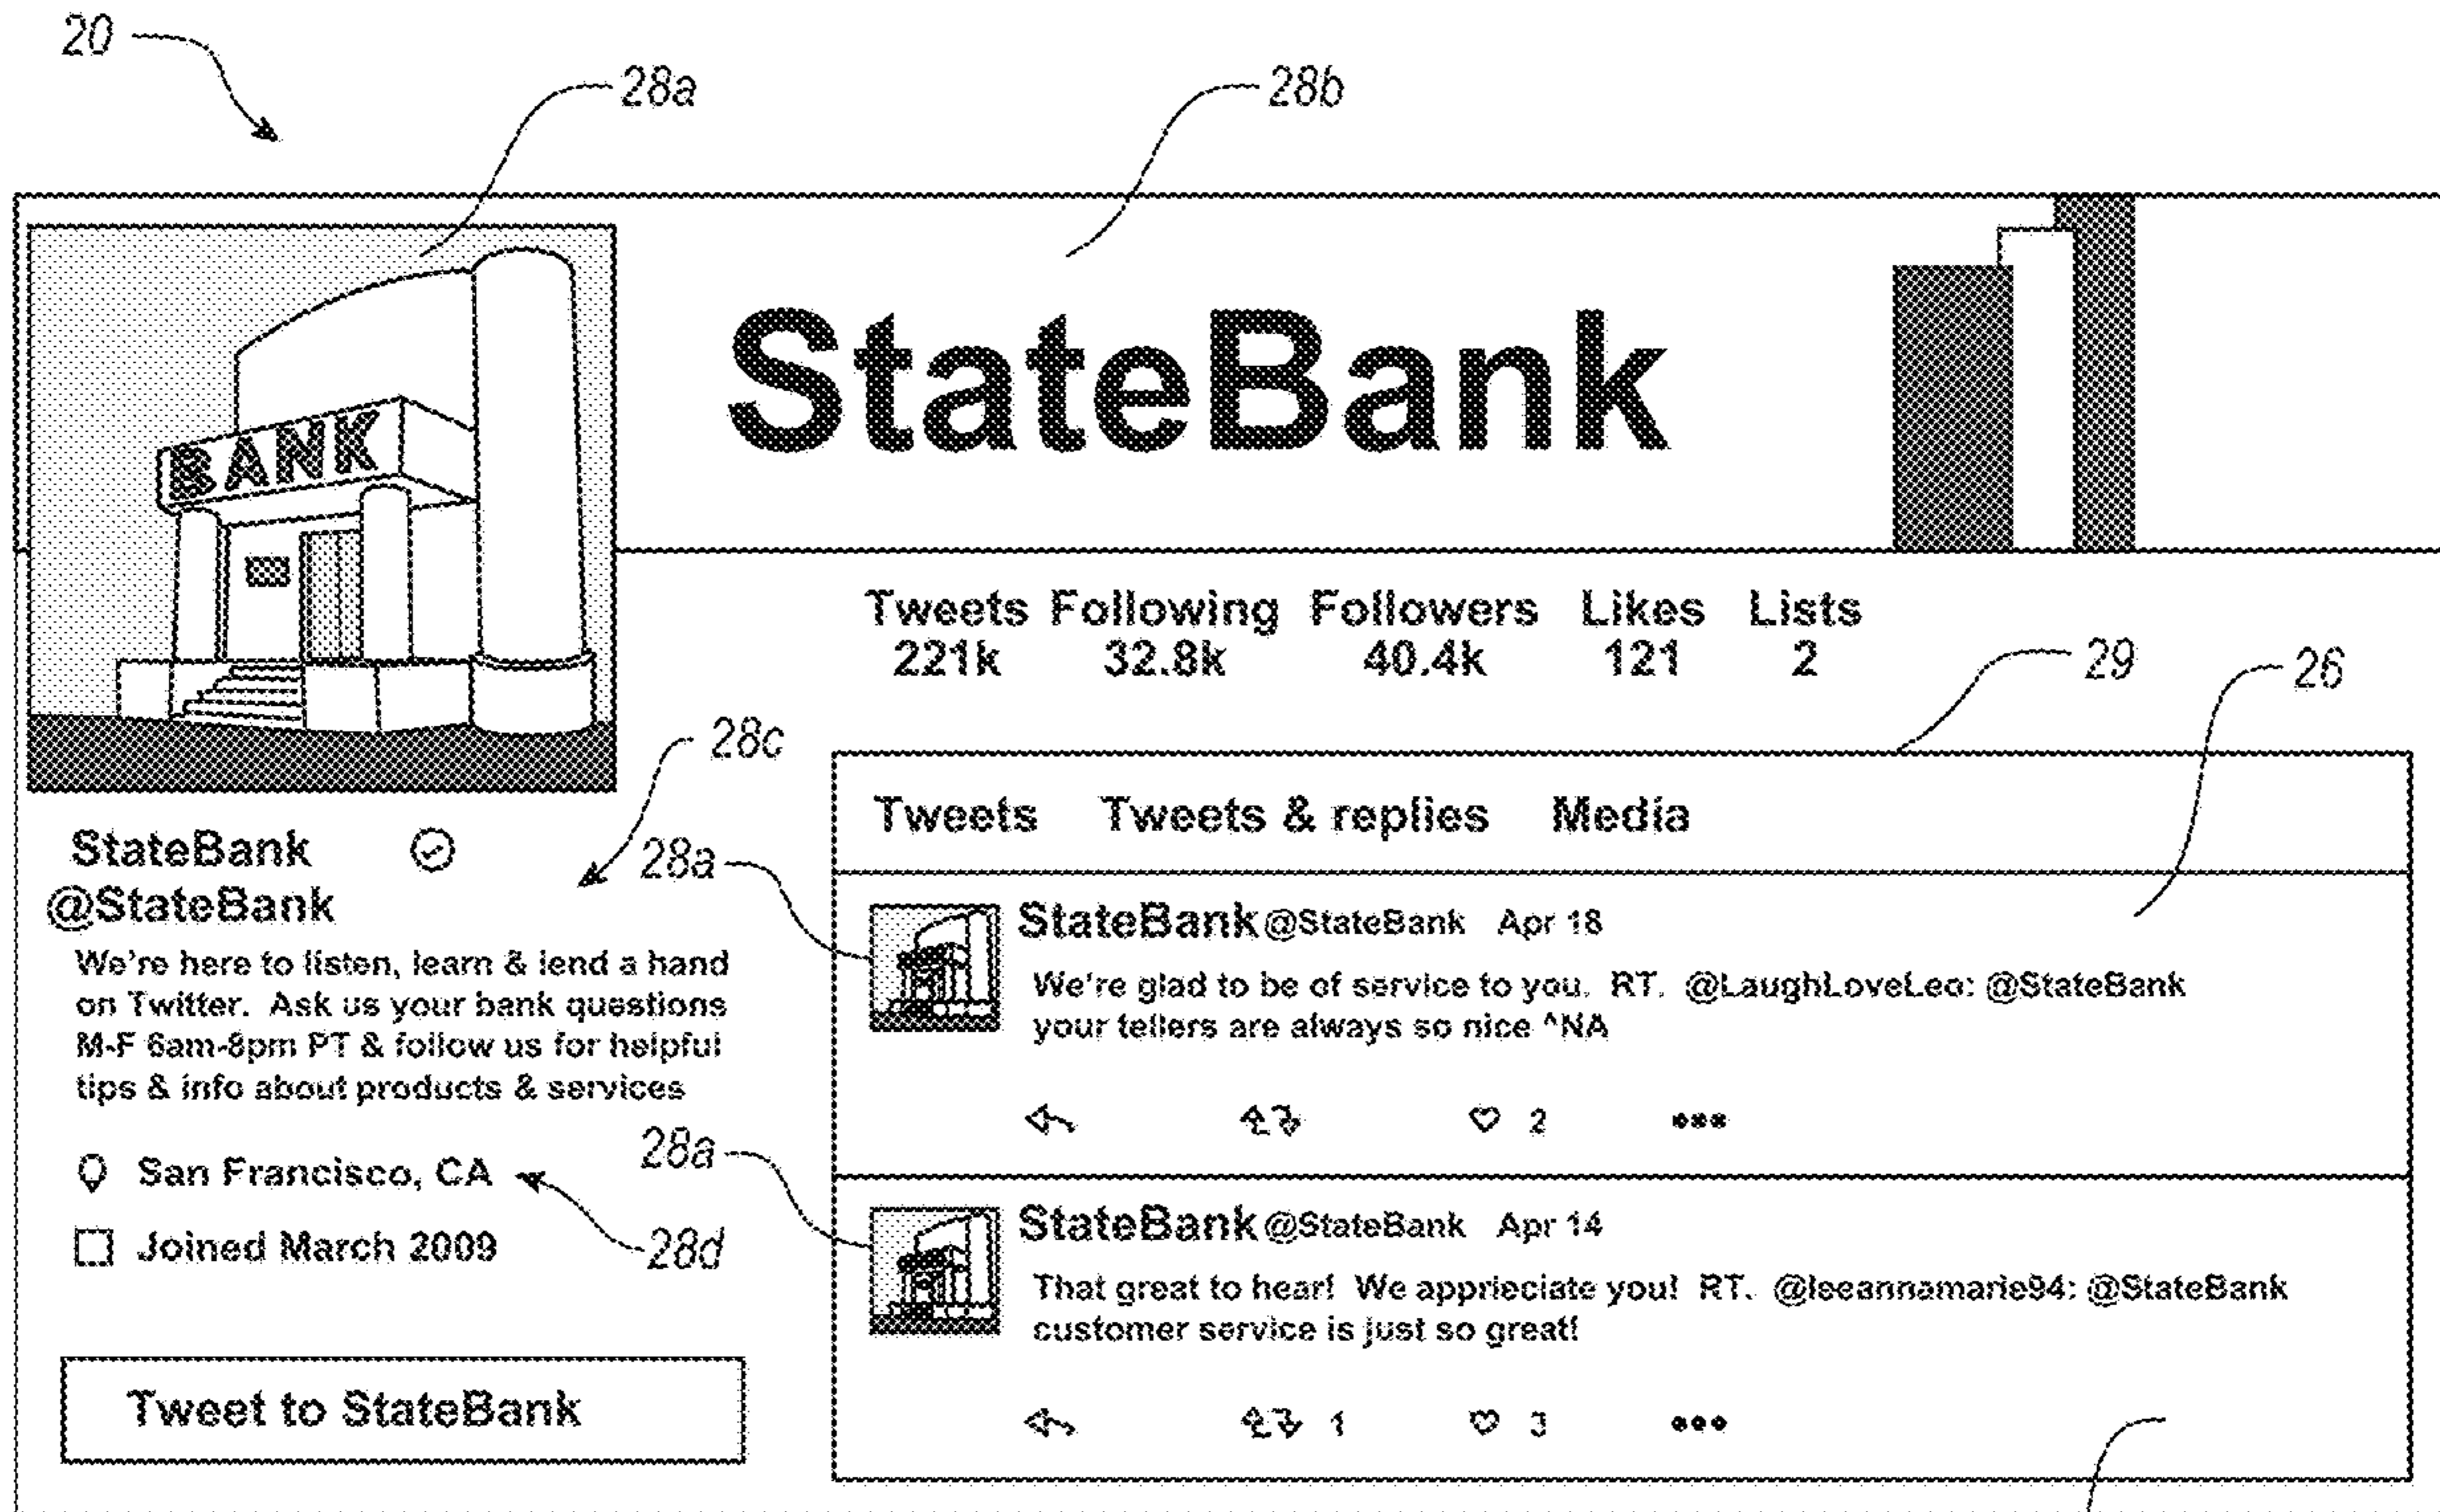 20
28a
28b
BANK
StateBank
Tweets Following Followers Likes Lists
221k 32.8k 40.4k 121 2
29
26
28c
StateBank
@StateBank
We're here to listen, learn & lend a hand
on Twitter. Ask us your bank questions
M-F 6am-8pm PT & follow us for helpful
tips & info about products & services
San Francisco, CA
28d
Joined March 2009
Tweet to StateBank
Tweets Tweets & replies Media
28a
StateBank @StateBank Apr 18
We're glad to be of service to you. RT. @LaughLoveLeo: @StateBank
your tellers are always so nice ^NA
2
28a
StateBank @StateBank Apr 14
That great to hear! We apprieciate you! RT. @leeannamarie94: @StateBank
customer service is just so great!
1 3